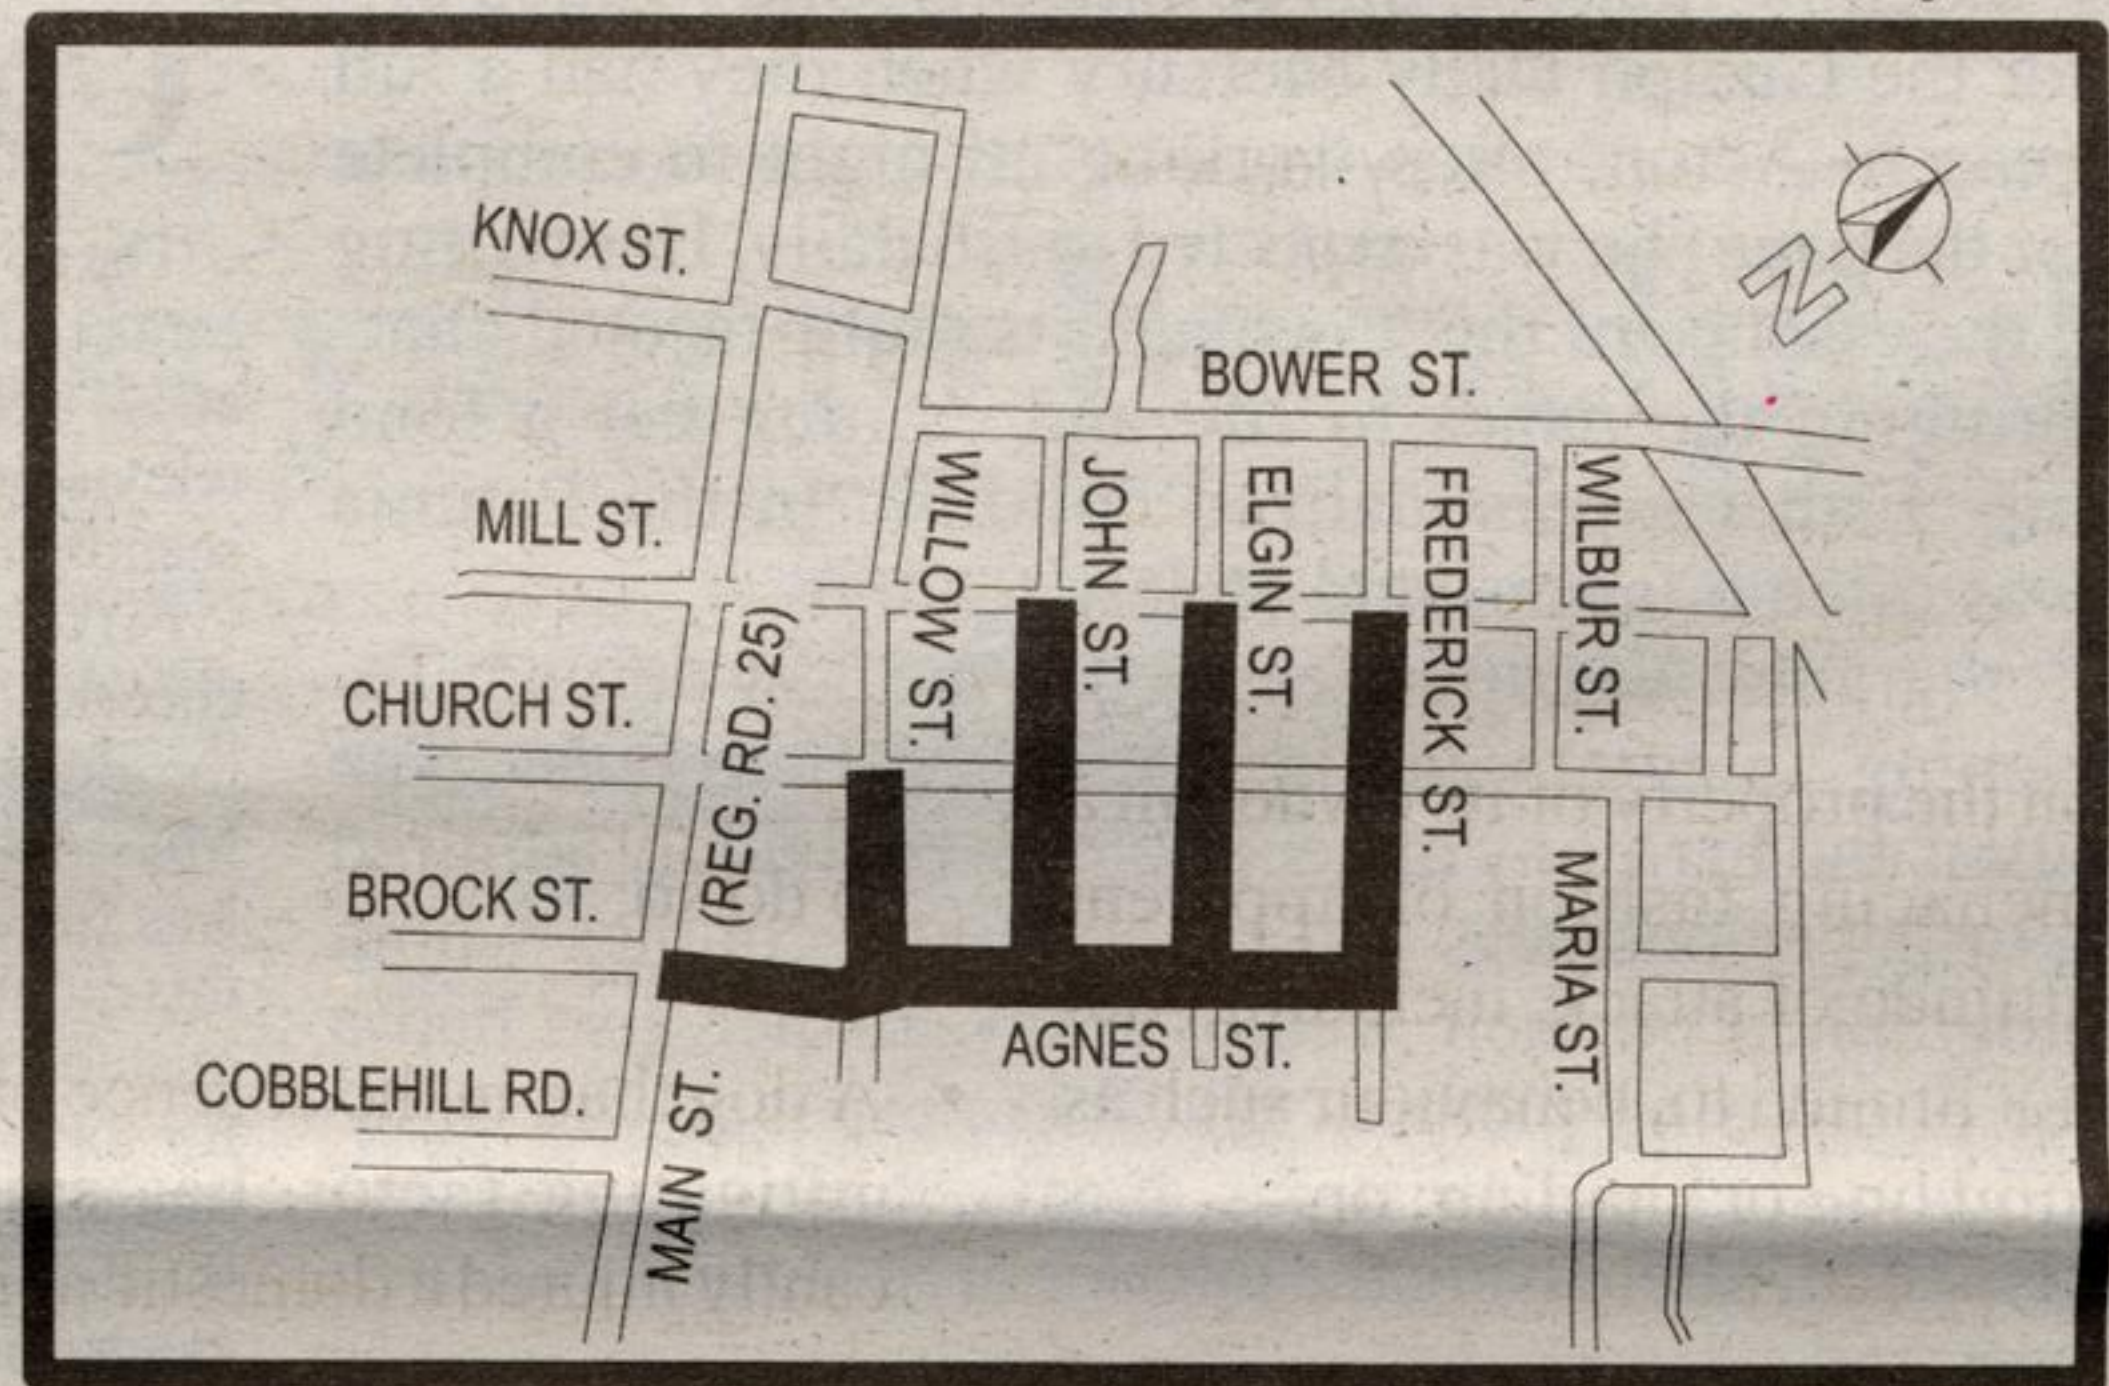 KNOX ST.
BOWER ST.
N
MILL ST.
WILLOW ST.
JOHN ST.
ELGIN ST.
FREDERICK ST.
WILBUR ST.
CHURCH ST.
(REG. RD. 25)
BROCK ST.
MARIA ST.
AGNES ST.
COBBLEHILL RD.
MAIN ST.